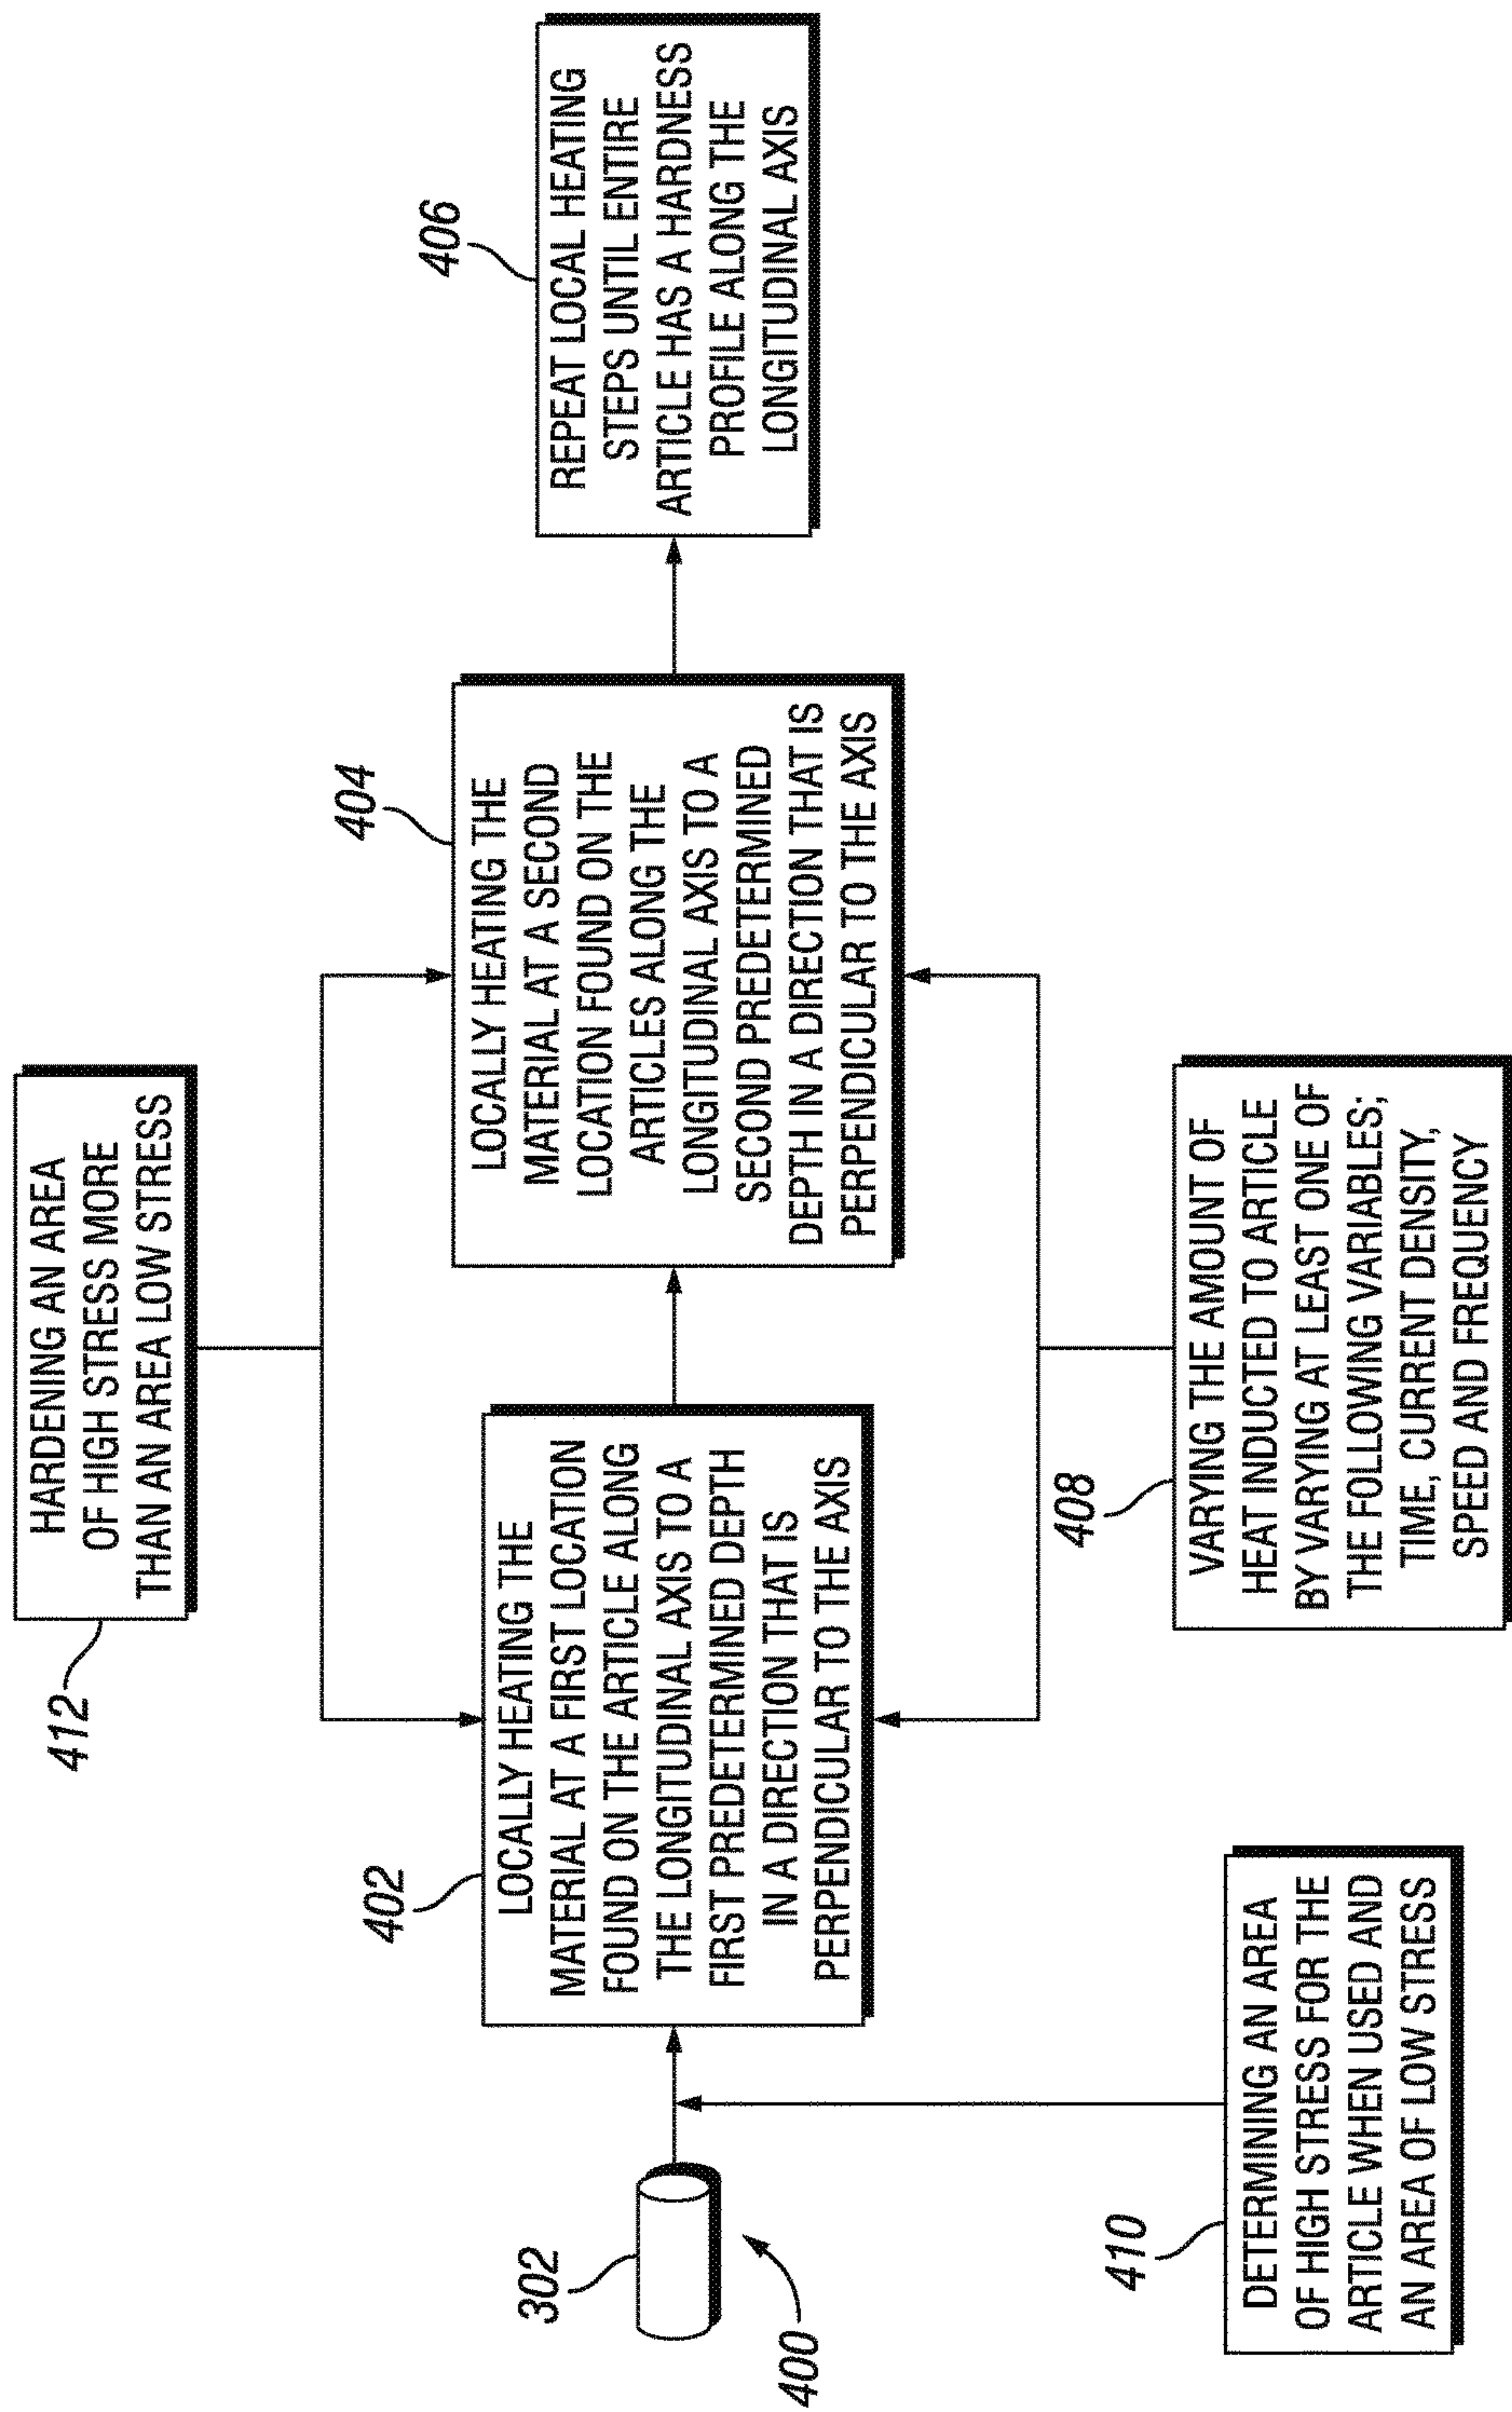 412
HARDENING AN AREA
OF HIGH STRESS MORE
THAN AN AREA LOW STRESS
302
400
402
LOCALLY HEATING THE
MATERIAL AT A FIRST LOCATION
FOUND ON THE ARTICLE ALONG
THE LONGITUDINAL AXIS TO A
FIRST PREDETERMINED DEPTH
IN A DIRECTION THAT IS
PERPENDICULAR TO THE AXIS
404
LOCALLY HEATING THE
MATERIAL AT A SECOND
LOCATION FOUND ON THE
ARTICLES ALONG THE
LONGITUDINAL AXIS TO A
SECOND PREDETERMINED
DEPTH IN A DIRECTION THAT IS
PERPENDICULAR TO THE AXIS
406
REPEAT LOCAL HEATING
STEPS UNTIL ENTIRE
ARTICLE HAS A HARDNESS
PROFILE ALONG THE
LONGITUDINAL AXIS
410
DETERMINING AN AREA
OF HIGH STRESS FOR THE
ARTICLE WHEN USED AND
AN AREA OF LOW STRESS
408
VARYING THE AMOUNT OF
HEAT INDUCTED TO ARTICLE
BY VARYING AT LEAST ONE OF
THE FOLLOWING VARIABLES;
TIME, CURRENT DENSITY,
SPEED AND FREQUENCY